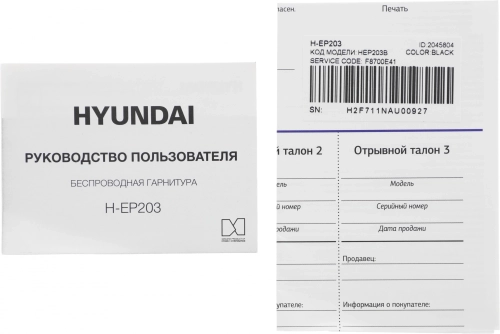 HYUNDAI
РУКОВОДСТВО ПОЛЬЗОВАТЕЛЯ
БЕСПРОВОДНАЯ ГАРНИТУРА
H-EP203
Печать
H-EP203 ID 2045804
КОД МОДЕЛИ: HEP203B COLOR BLACK
SERVICE CODE: F8700E41
SN: H2F711NAU00927
й талон 2 Отрывной талон 3
Модель
й номер Серийный номер
Дата продажи
Продавец:
Информация о покупателе: